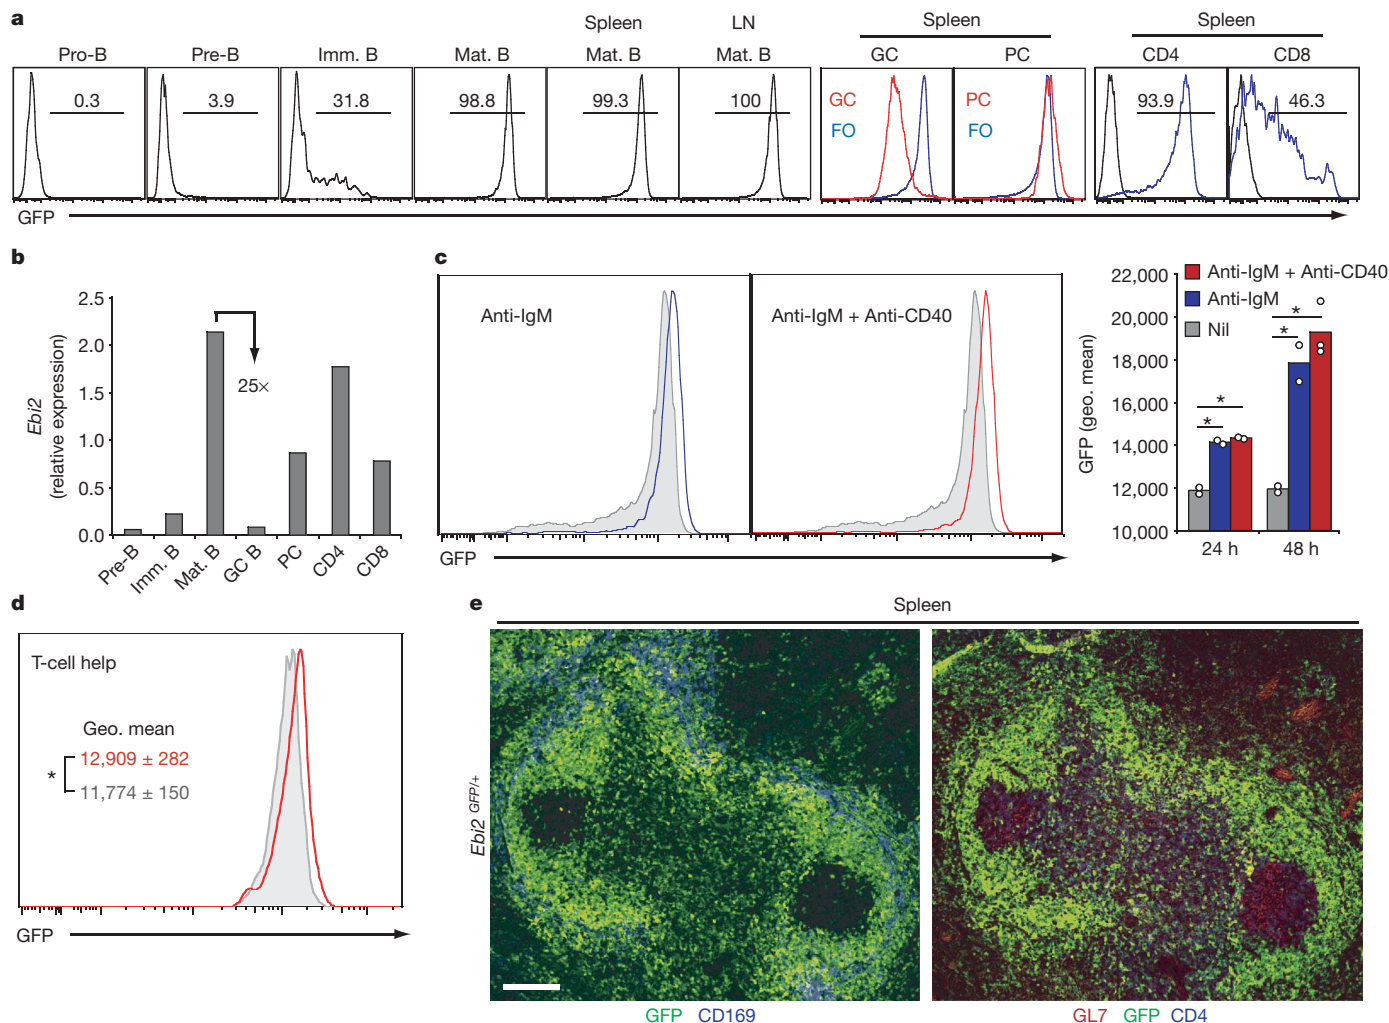 a
Spleen LN Spleen Spleen
Pro-B Pre-B Imm. B Mat. B Mat. B Mat. B GC PC CD4 CD8
0.3 3.9 31.8 98.8 99.3 100 GC FO PC FO 93.9 46.3
GFP
b
Ebi2
(relative expression)
2.5
2.0
1.5
1.0
0.5
0.0
25×
Pre-B Imm. B Mat. B GC B PC CD4 CD8
c
Anti-IgM
Anti-IgM + Anti-CD40
GFP
GFP (geo. mean)
22,000
20,000
18,000
16,000
14,000
12,000
10,000
Anti-IgM + Anti-CD40
Anti-IgM
Nil
* *
* *
24 h 48 h
d
T-cell help
Geo. mean
12,909 ± 282
*
11,774 ± 150
GFP
e
Spleen
Ebi2 GFP/+
GFP CD169
GL7 GFP CD4